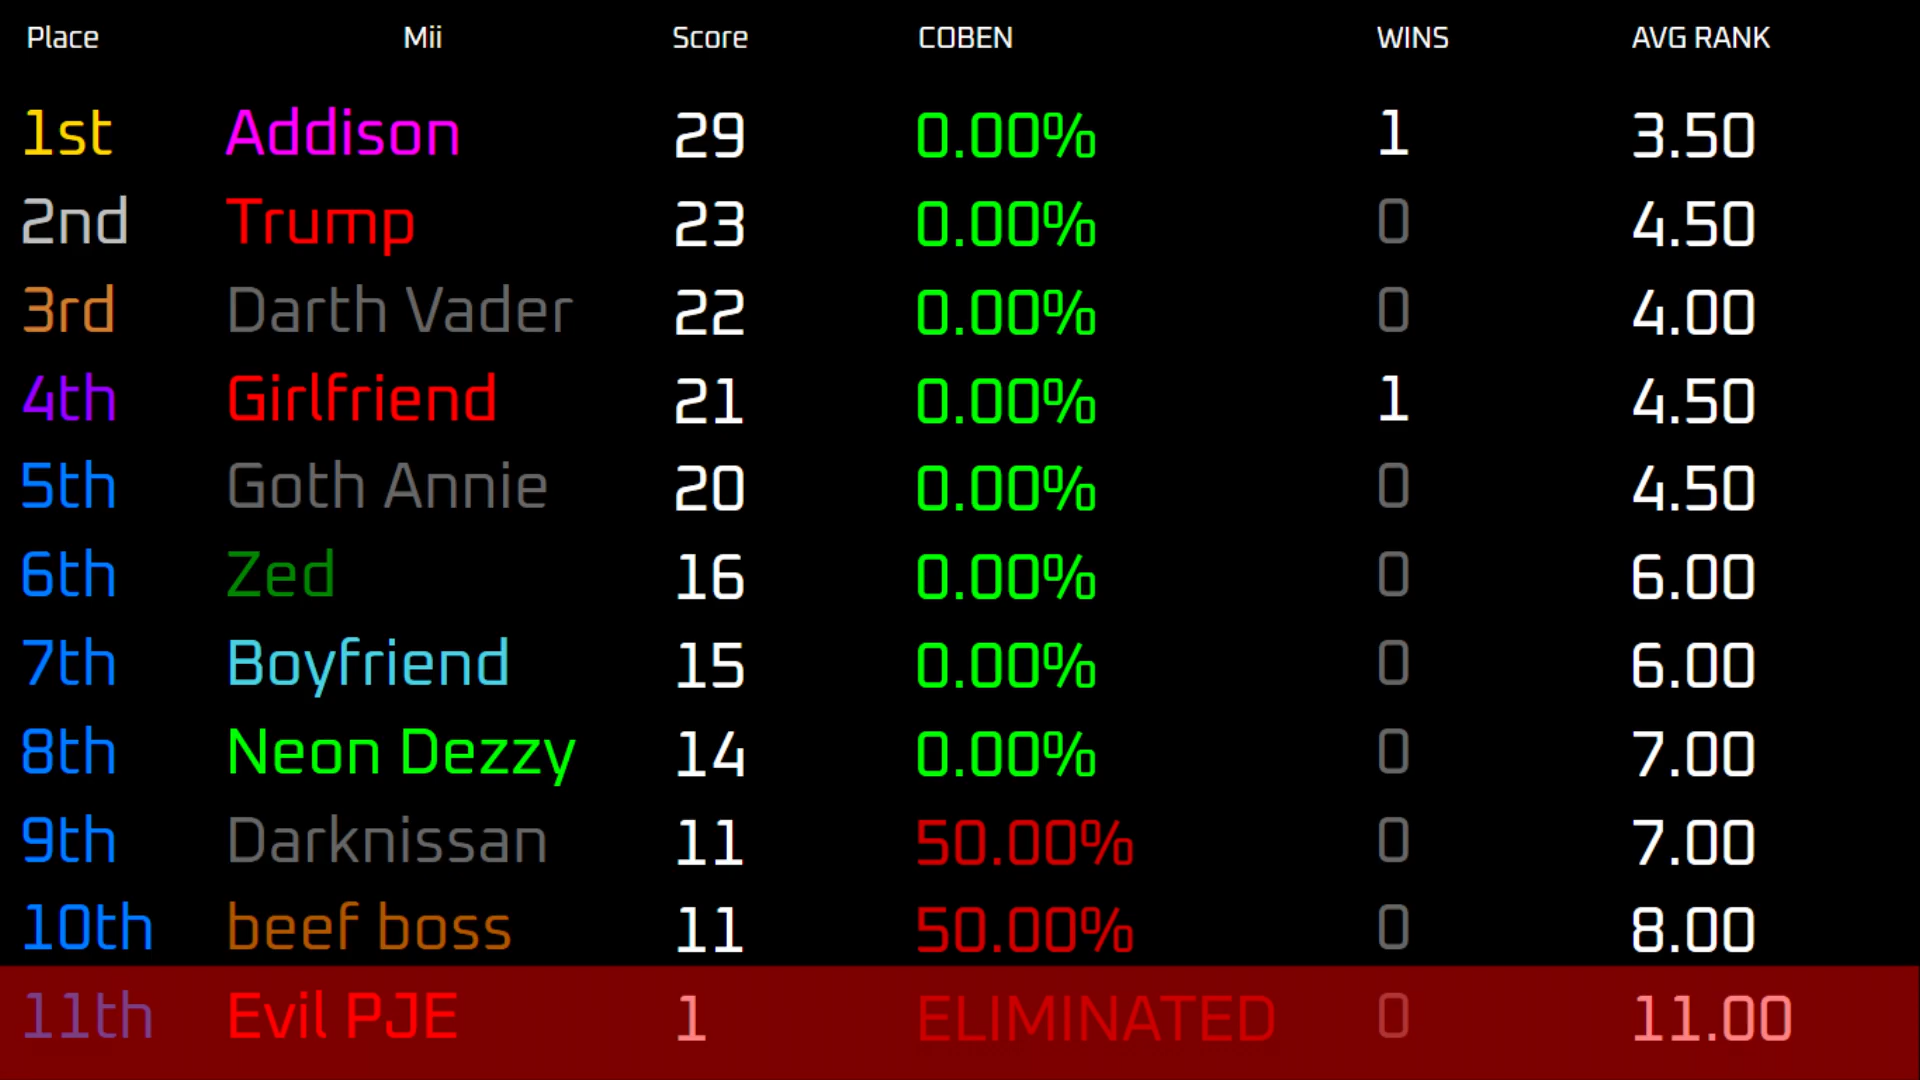 Place Mii Score COBEN WINS AVG RANK
1st Addison 29 0.00% 1 3.50
2nd Trump 23 0.00% 0 4.50
3rd Darth Vader 22 0.00% 0 4.00
4th Girlfriend 21 0.00% 1 4.50
5th Goth Annie 20 0.00% 0 4.50
6th Zed 16 0.00% 0 6.00
7th Boyfriend 15 0.00% 0 6.00
8th Neon Dezzy 14 0.00% 0 7.00
9th Darknissan 11 50.00% 0 7.00
10th beef boss 11 50.00% 0 8.00
11th Evil PJE 1 ELIMINATED 0 11.00